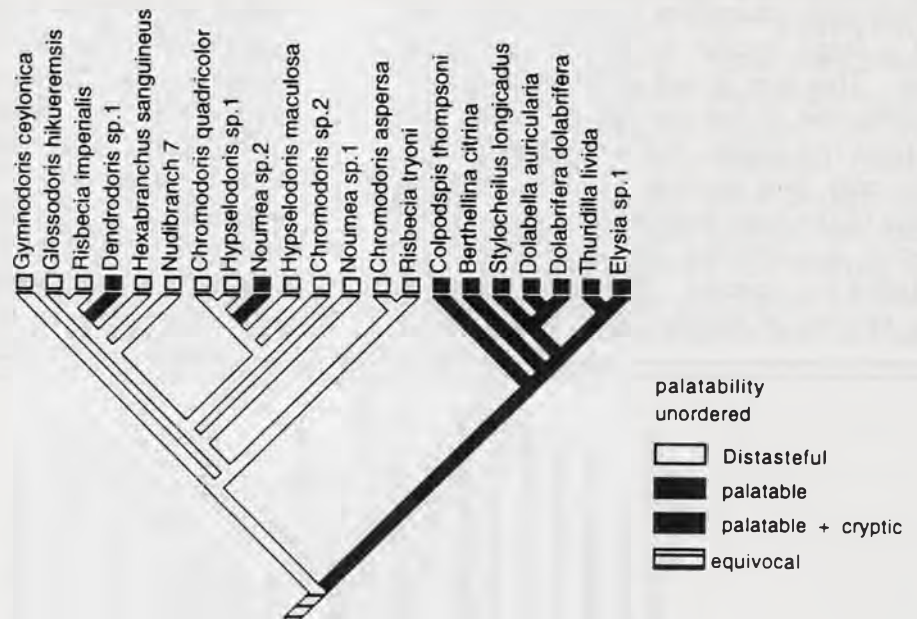 Gymnodoris ceylonica
Glossodoris hikueremsis
Risbecia imperialis
Dendrodoris sp.1
Hexabranchus sanguineus
Nudibranch 7
Chromodoris quadricolor
Hypselodoris sp.1
Noumea sp.2
Hypselodoris maculosa
Chromodoris sp.2
Noumea sp.1
Chromodoris aspersa
Risbecia tryoni
Colpodspis thompsoni
Berthellina citrina
Stylocheilus longicadus
Dolabella auricularia
Dolabrifera dolabrifera
Thuridilla livida
Elysia sp.1
palatability
unordered
Distasteful
palatable
palatable + cryptic
equivocal